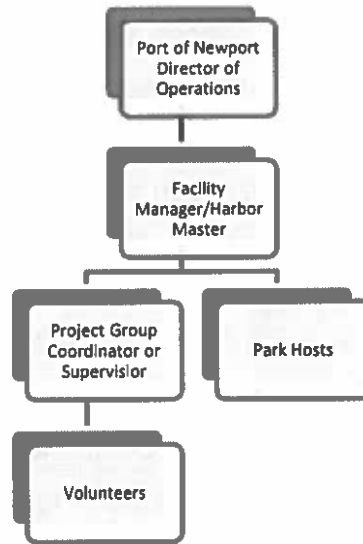 Port of Newport
Director of
Operations
Facility
Manager/Harbor
Master
Project Group
Coordinator or
Supervisior
Park Hosts
Volunteers